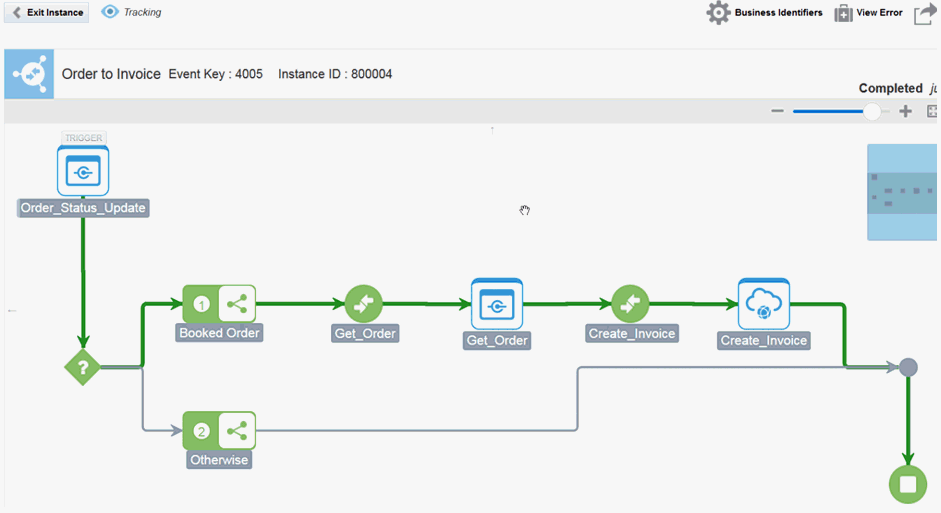 Exit Instance
Tracking
Business Identifiers
View Error
Order to Invoice Event Key : 4005 Instance ID : 800004
Completed
TRIGGER
Order_Status_Update
?
1
Booked Order
Get_Order
Get_Order
Create_Invoice
Create_Invoice
2
Otherwise